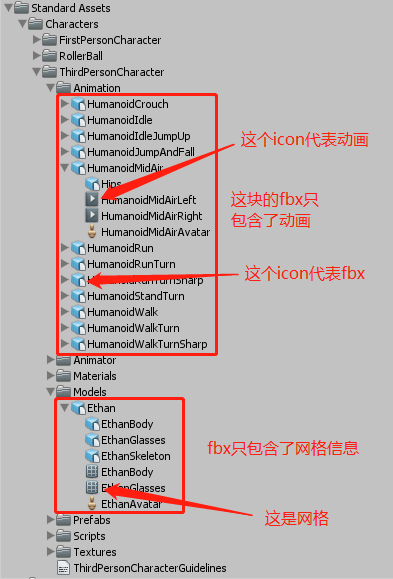 Standard Assets
Characters
FirstPersonCharacter
RollerBall
ThirdPersonCharacter
Animation
HumanoidCrouch
HumanoidIdle
HumanoidIdleJumpUp
HumanoidJumpAndFall
HumanoidMidAir
这个icon代表动画
Hips
HumanoidMidAirLeft
这块的fbx只
包含了动画
HumanoidMidAirRight
HumanoidMidAirAvatar
HumanoidRun
HumanoidRunTurn
这个icon代表fbx
HumanoidRunTurnSharp
HumanoidStandTurn
HumanoidWalk
HumanoidWalkTurn
HumanoidWalkTurnSharp
Animator
Materials
Models
Ethan
EthanBody
EthanGlasses
fbx只包含了网格信息
EthanSkeleton
EthanBody
EthanGlasses
EthanAvatar
这是网格
Prefabs
Scripts
Textures
ThirdPersonCharacterGuidelines